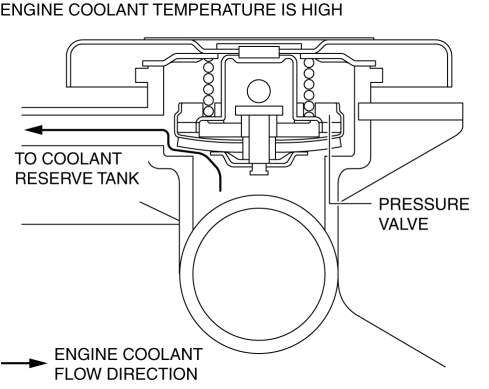 ENGINE COOLANT TEMPERATURE IS HIGH
TO COOLANT
RESERVE TANK
PRESSURE
VALVE
ENGINE COOLANT
FLOW DIRECTION